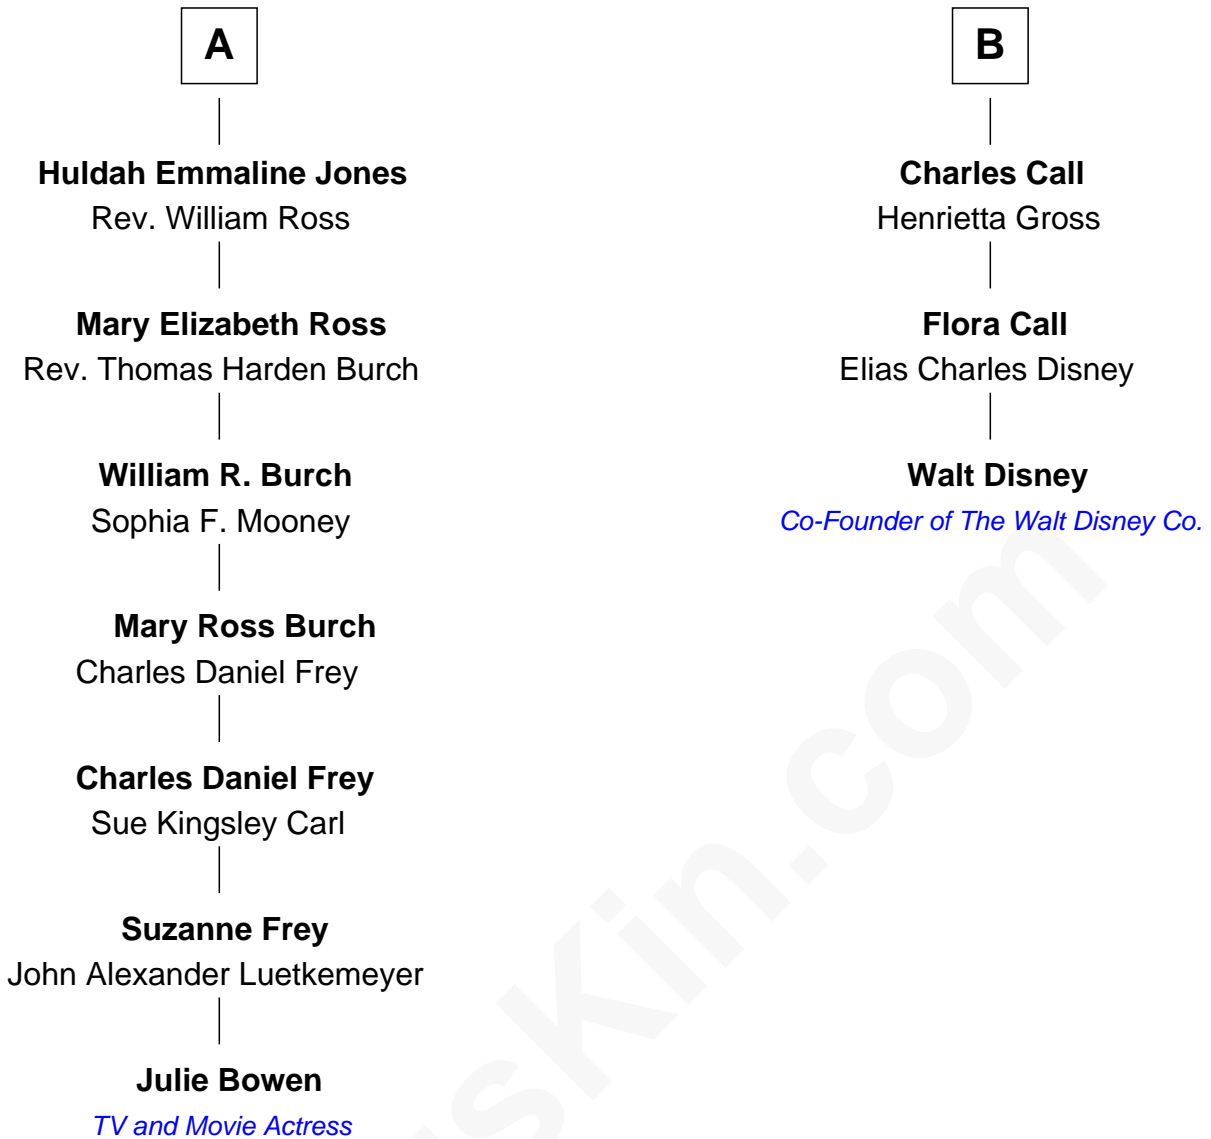 A
Huldah Emmaline Jones
Rev. William Ross
Mary Elizabeth Ross
Rev. Thomas Harden Burch
William R. Burch
Sophia F. Mooney
Mary Ross Burch
Charles Daniel Frey
Charles Daniel Frey
Sue Kingsley Carl
Suzanne Frey
John Alexander Luetkemeyer
Julie Bowen
TV and Movie Actress
B
Charles Call
Henrietta Gross
Flora Call
Elias Charles Disney
Walt Disney
Co-Founder of The Walt Disney Co.
sKin.com